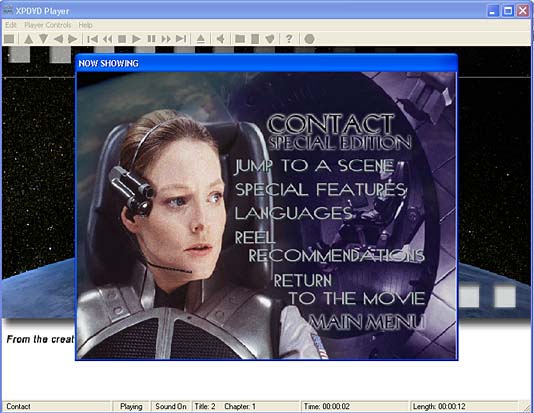 XPDVD Player
Edit Player Controls Help
NOW SHOWING
CONTACT
SPECIAL EDITION
JUMP TO A SCENE
SPECIAL FEATURES
LANGUAGES
REEL
RECOMMENDATIONS
RETURN
TO THE MOVIE
MAIN MENU
From the creat
Contact Playing Sound On Title: 2 Chapter: 1 Time: 00:00.02 Length: 00:00:12